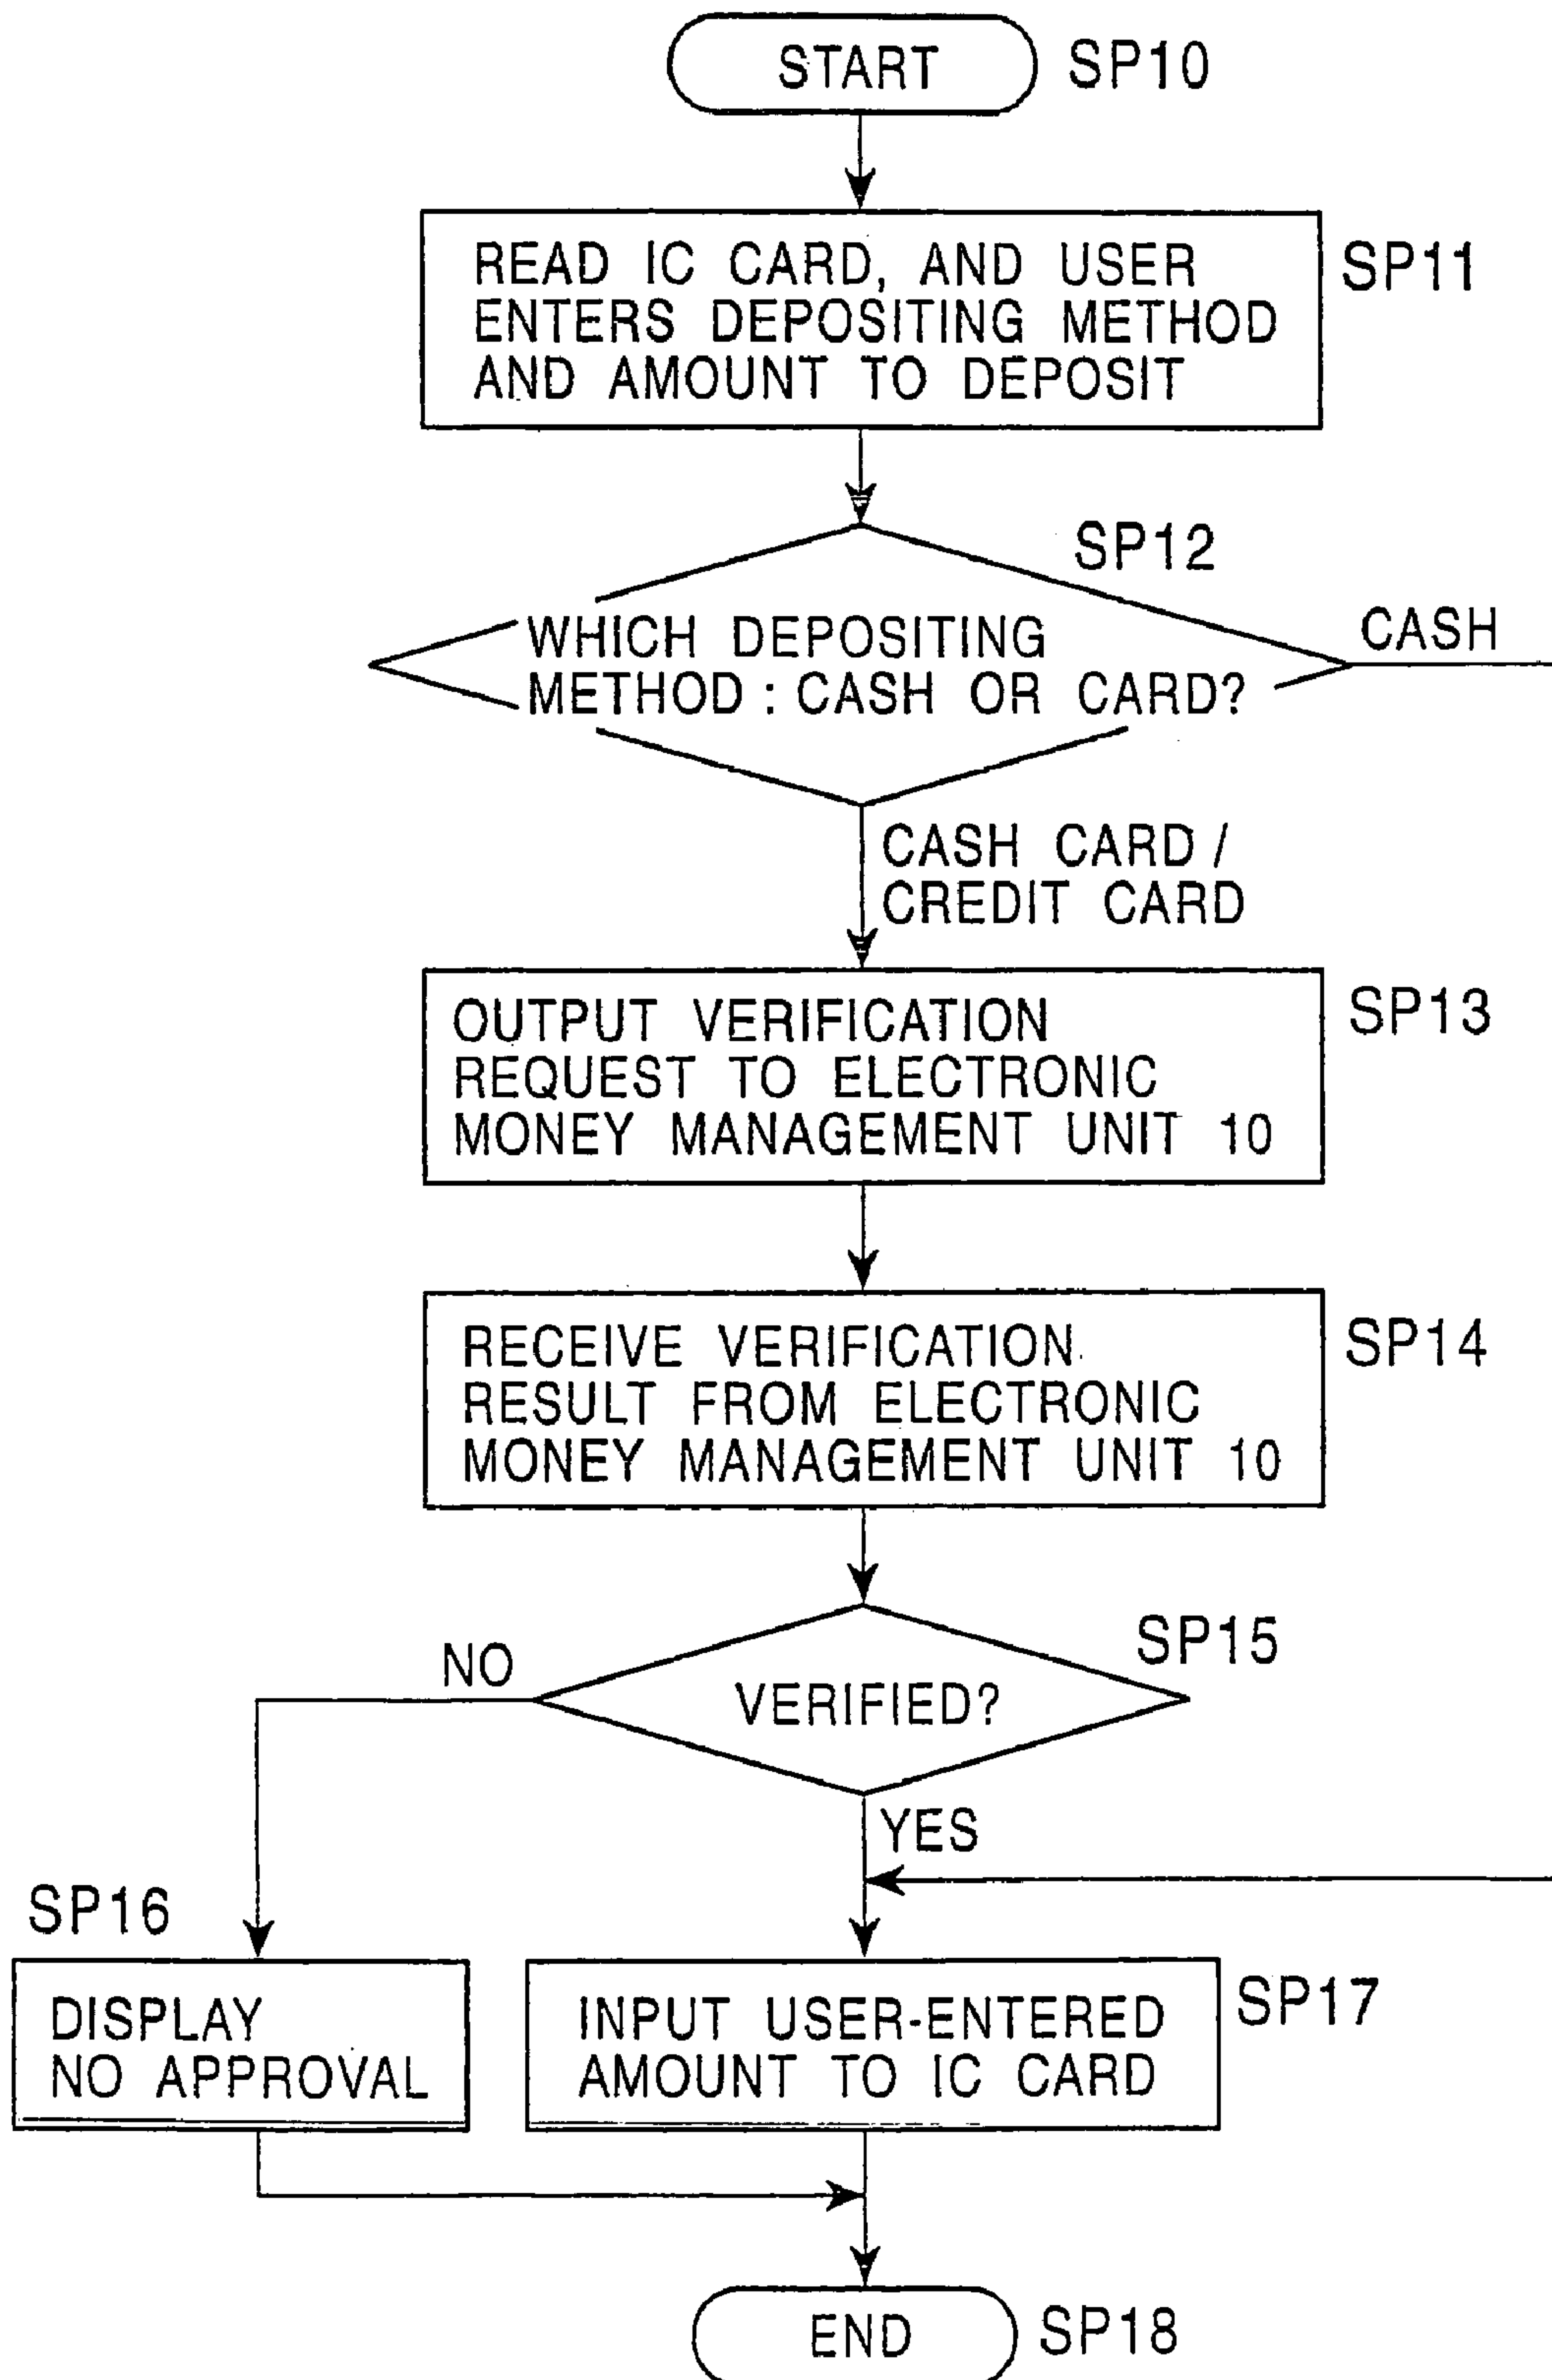 START
SP10
READ IC CARD, AND USER
ENTERS DEPOSITING METHOD
AND AMOUNT TO DEPOSIT
SP11
SP12
WHICH DEPOSITING
METHOD : CASH OR CARD?
CASH
CASH CARD /
CREDIT CARD
OUTPUT VERIFICATION
REQUEST TO ELECTRONIC
MONEY MANAGEMENT UNIT 10
SP13
RECEIVE VERIFICATION
RESULT FROM ELECTRONIC
MONEY MANAGEMENT UNIT 10
SP14
SP15
NO
VERIFIED?
YES
SP16
DISPLAY
NO APPROVAL
INPUT USER-ENTERED
AMOUNT TO IC CARD
SP17
END
SP18